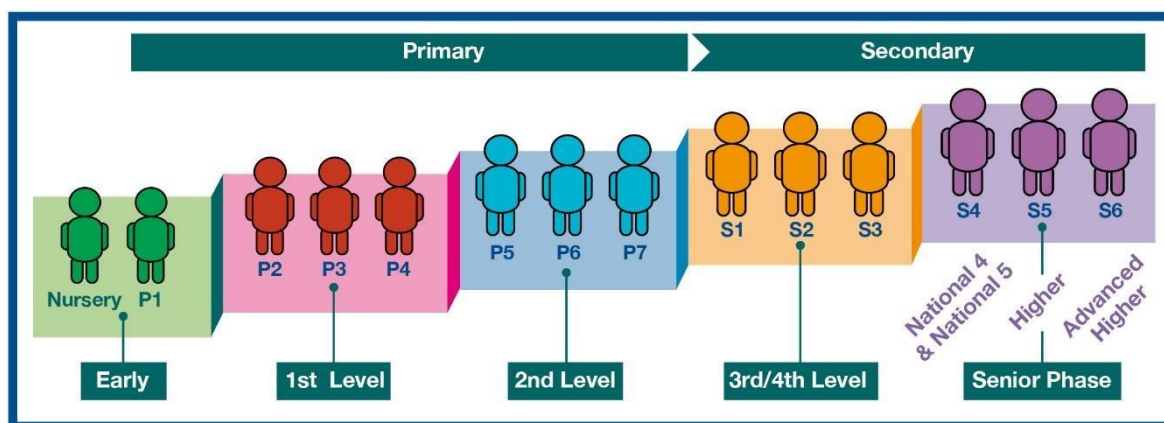 Primary
Secondary
Nursery
P1
P2
P3
P4
P5
P6
P7
S1
S2
S3
S4
S5
S6
National 4
& National 5
Higher
Advanced
Higher
Early
1st Level
2nd Level
3rd/4th Level
Senior Phase